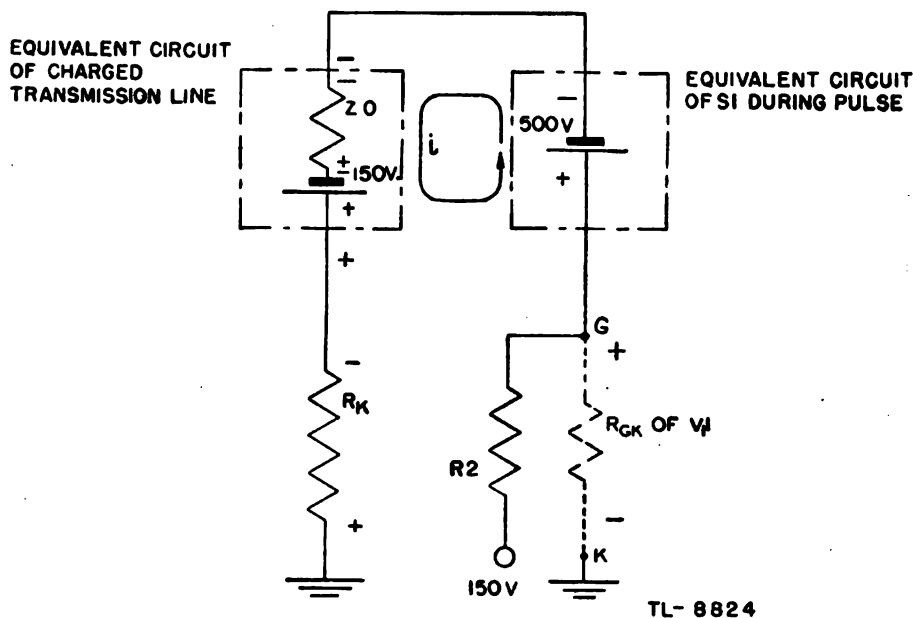 EQUIVALENT CIRCUIT
OF CHARGED
TRANSMISSION LINE
EQUIVALENT CIRCUIT
OF S1 DURING PULSE
ZO
i
500V
150V
G
RK
R2
RGK OF V1
K
150V
TL-8824